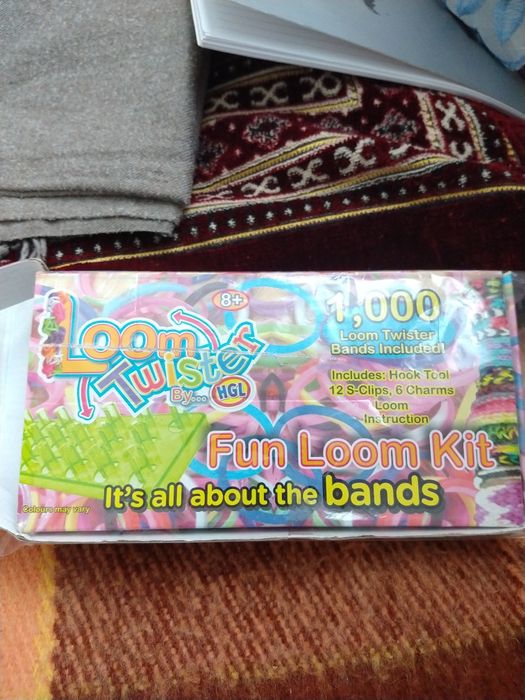 Loom
Twister
By...
HGL
8+
1,000
Loom Twister
Bands Included!
Includes: Hook Tool
12 S-Clips, 6 Charms
Loom
Instruction
Fun Loom Kit
It's all about the bands
Colours may vary